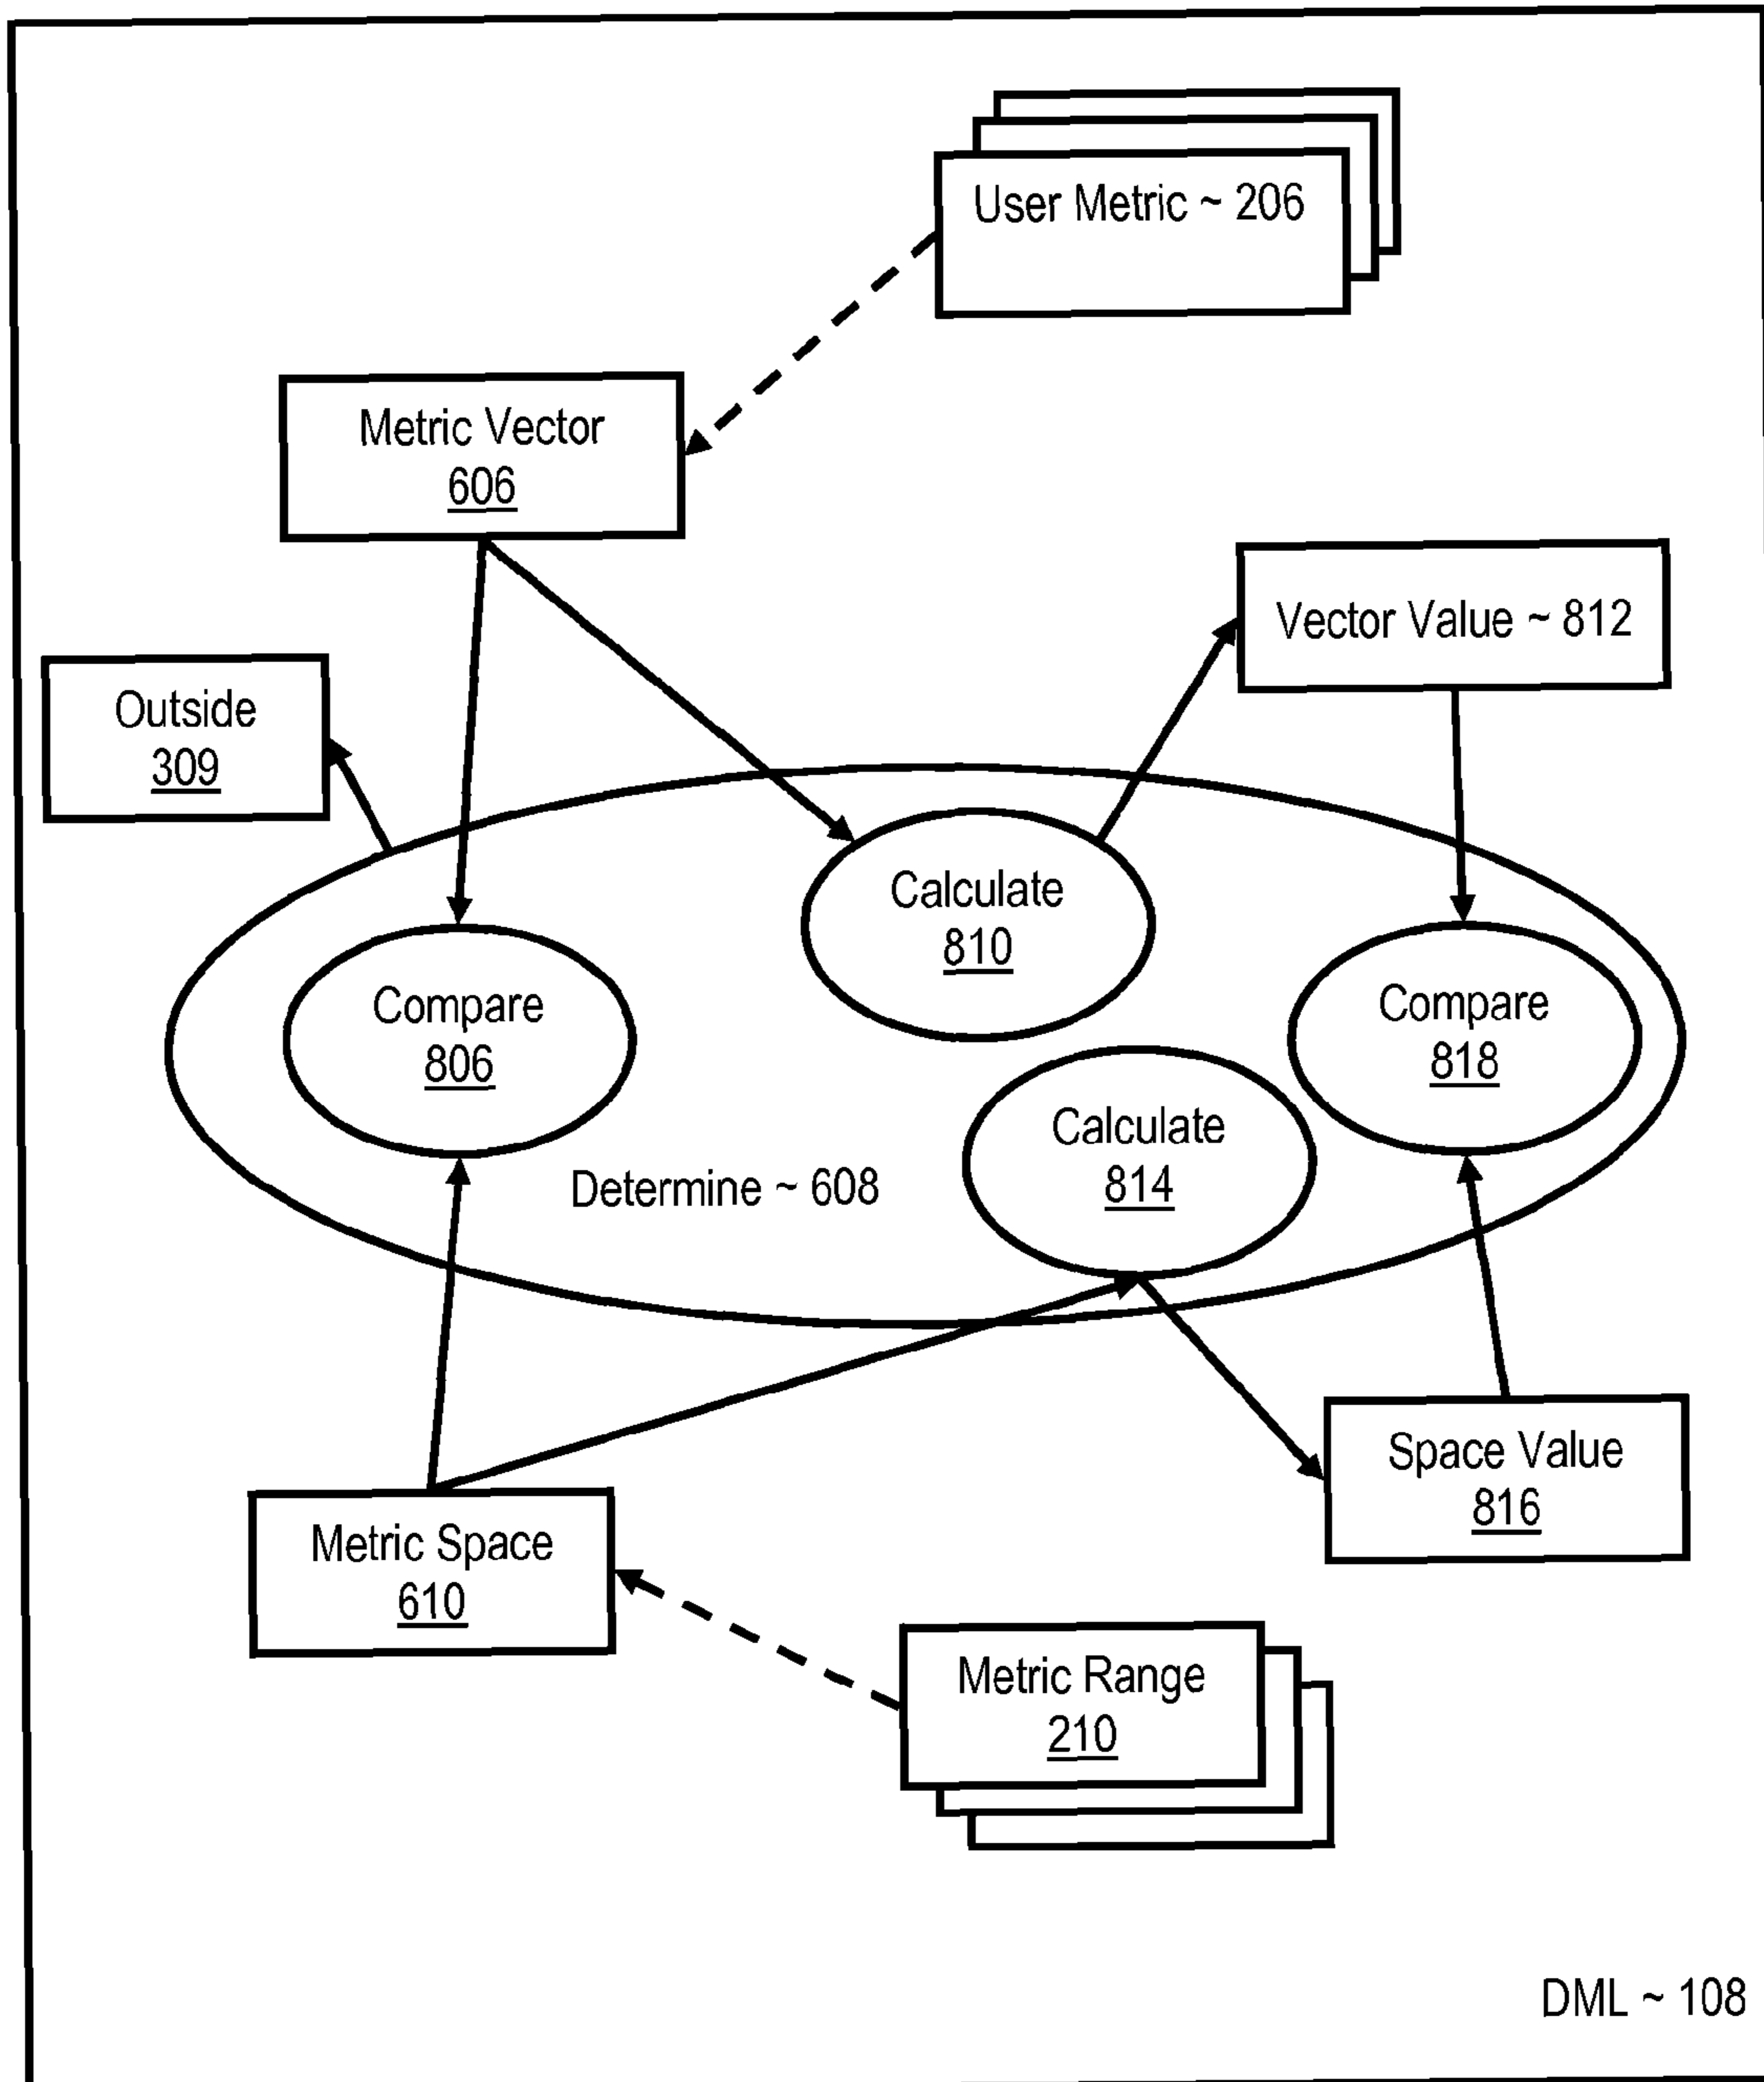 User Metric ~ 206
Metric Vector
606
Vector Value ~ 812
Outside
309
Calculate
810
Compare
806
Compare
818
Calculate
814
Determine ~ 608
Space Value
816
Metric Space
610
Metric Range
210
DML ~ 108